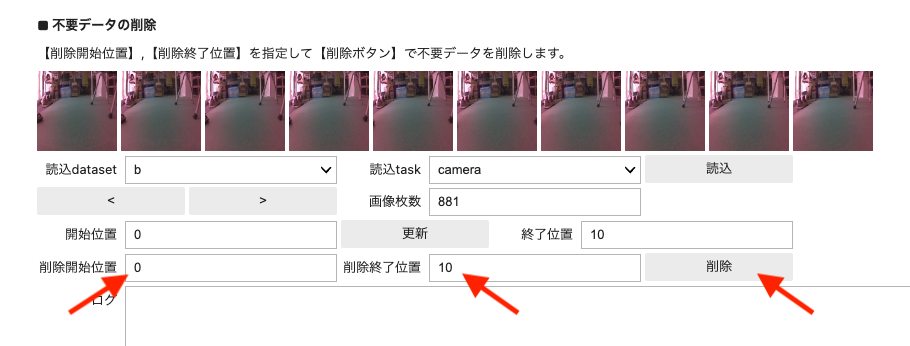 ■ 不要データの削除
【削除開始位置】,【削除終了位置】を指定して【削除ボタン】で不要データを削除します。
読込dataset b 読込task camera 読込
< > 画像枚数 881
開始位置 0 更新 終了位置 10
削除開始位置 0 削除終了位置 10 削除
ログ